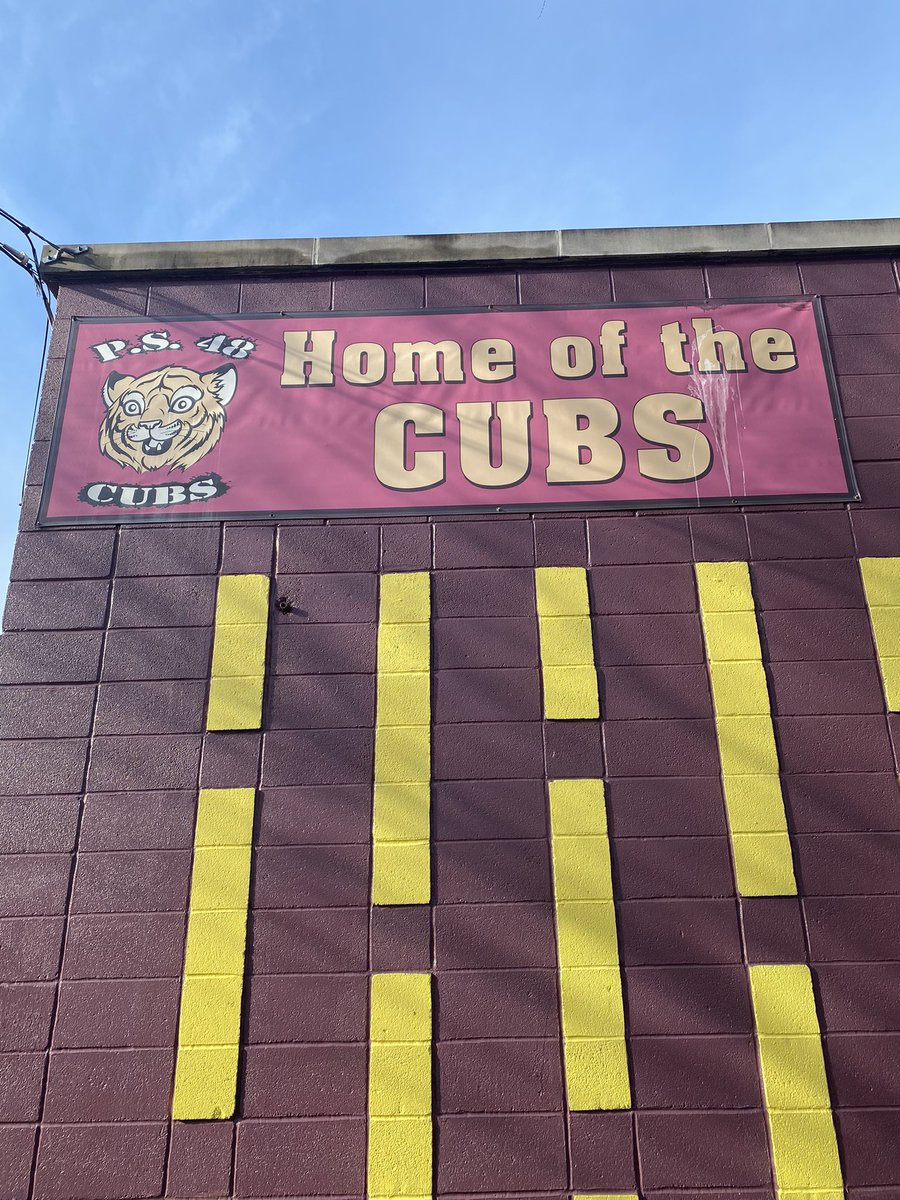 P.S. 48
CUBS
Home of the
CUBS